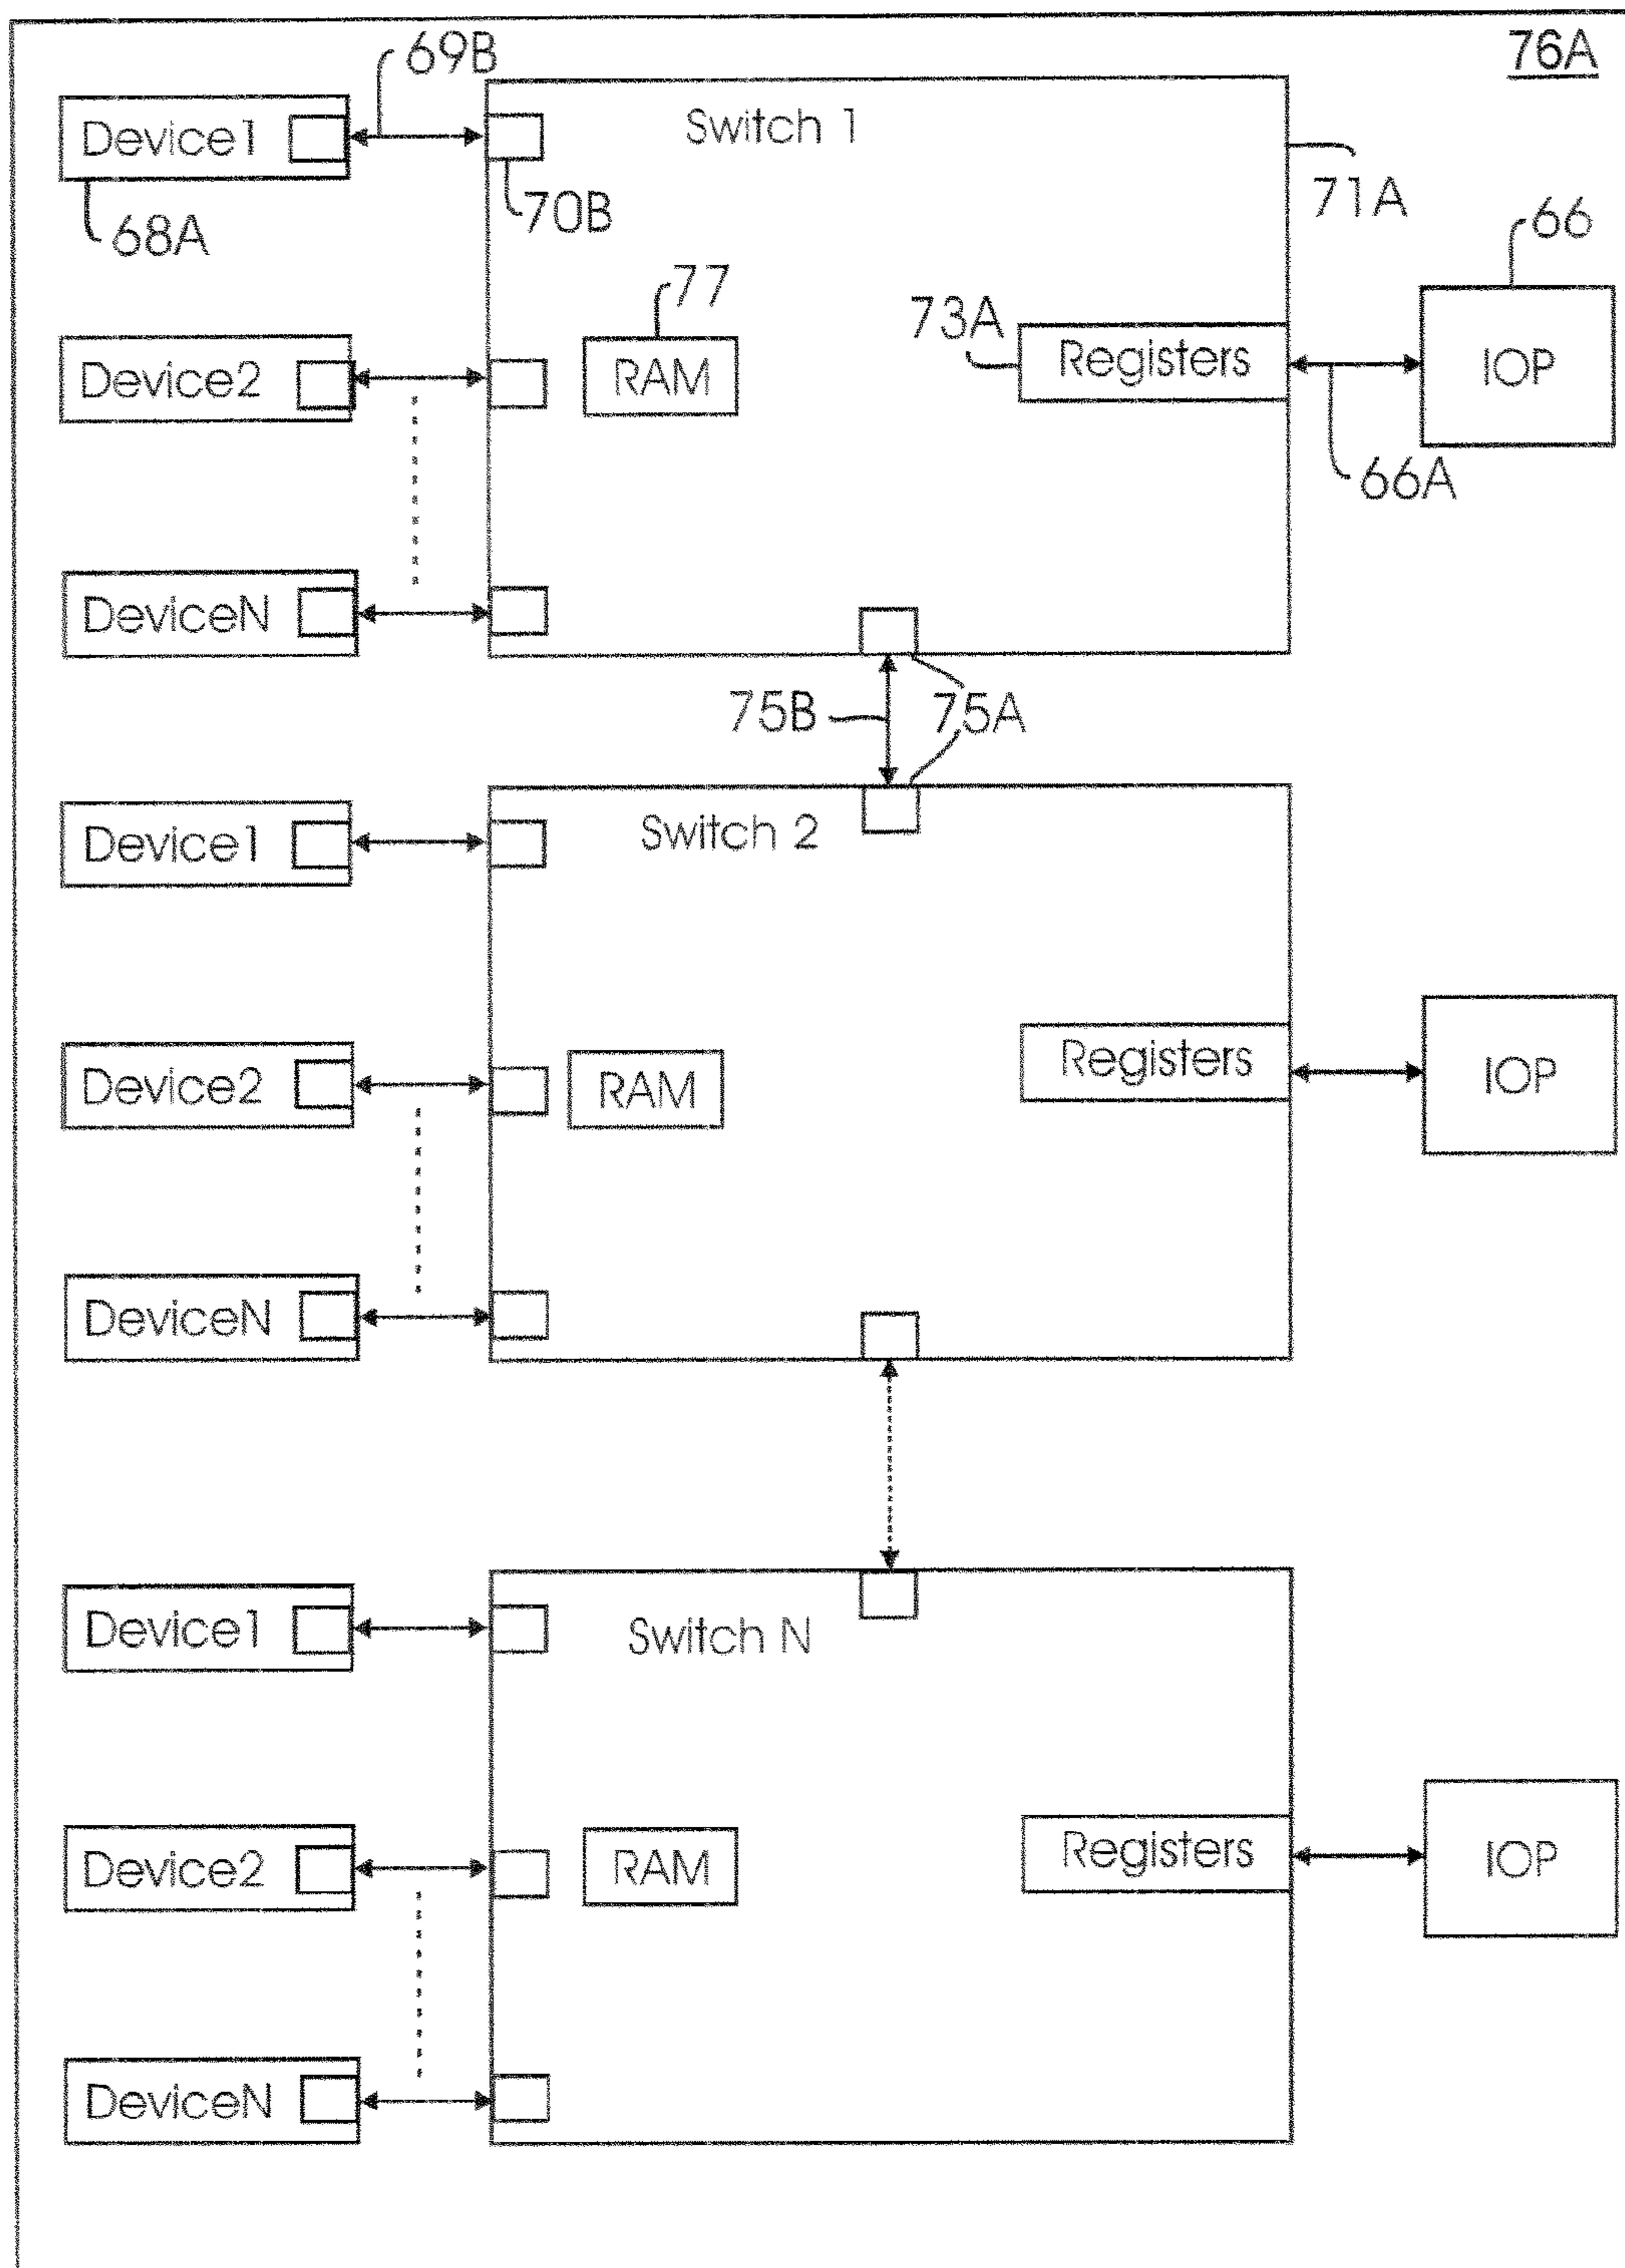 76A
69B
Device1
Switch 1
70B
71A
68A
66
77
73A
Device2
RAM
Registers
IOP
66A
DeviceN
75B
75A
Device1
Switch 2
Device2
RAM
Registers
IOP
DeviceN
Device1
Switch N
Device2
RAM
Registers
IOP
DeviceN